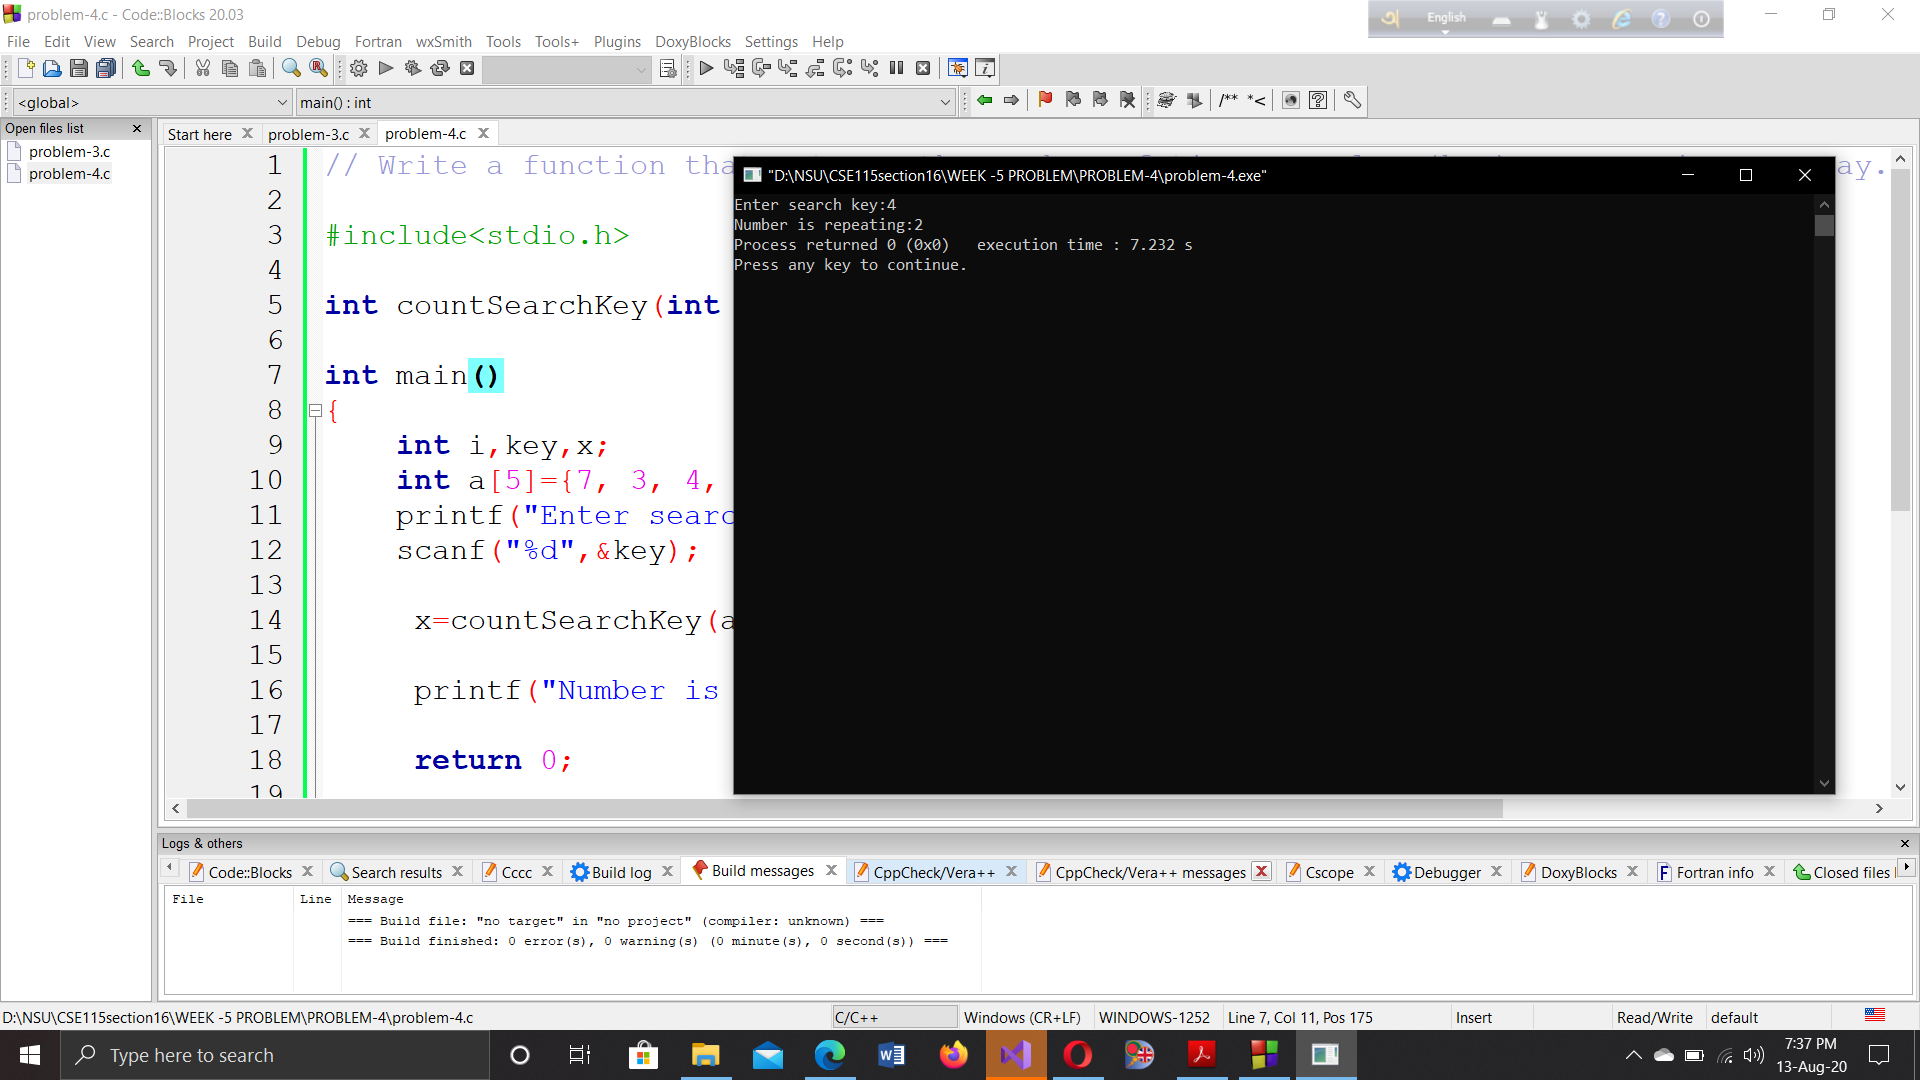 problem-4.c - Code::Blocks 20.03
English
File Edit View Search Project Build Debug Fortran wxSmith Tools Tools+ Plugins DoxyBlocks Settings Help
<global> main() : int /** *<
Open files list
problem-3.c
problem-4.c
Start here problem-3.c problem-4.c
1 // Write a function tha ay.
2
3 #include<stdio.h>
4
5 int countSearchKey(int
6
7 int main()
8 {
9 int i,key,x;
10 int a[5]={7, 3, 4,
11 printf("Enter searc
12 scanf("%d",&key);
13
14 x=countSearchKey(a
15
16 printf("Number is
17
18 return 0;
19
"D:\NSU\CSE115section16\WEEK -5 PROBLEM\PROBLEM-4\problem-4.exe"
Enter search key:4
Number is repeating:2
Process returned 0 (0x0)   execution time : 7.232 s
Press any key to continue.
Logs & others
Code::Blocks Search results Cccc Build log Build messages CppCheck/Vera++ CppCheck/Vera++ messages Cscope Debugger DoxyBlocks Fortran info Closed files
File Line Message
=== Build file: "no target" in "no project" (compiler: unknown) ===
=== Build finished: 0 error(s), 0 warning(s) (0 minute(s), 0 second(s)) ===
D:\NSU\CSE115section16\WEEK -5 PROBLEM\PROBLEM-4\problem-4.c C/C++ Windows (CR+LF) WINDOWS-1252 Line 7, Col 11, Pos 175 Insert Read/Write default
Type here to search
7:37 PM
13-Aug-20